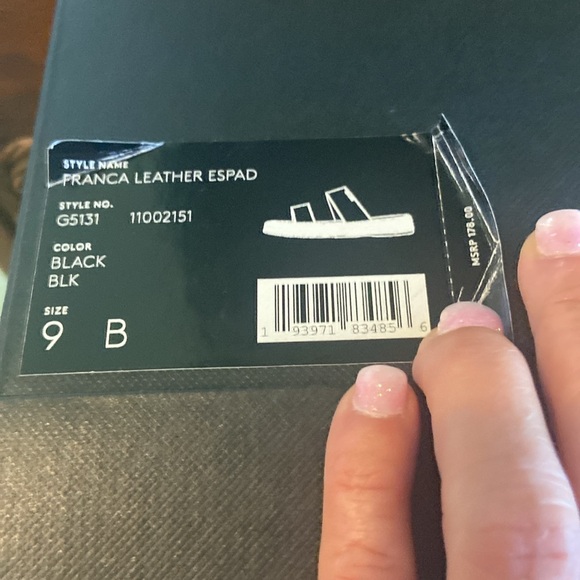 STYLE NAME
FRANCA LEATHER ESPAD
STYLE NO.
G5131 11002151
COLOR
BLACK
BLK
SIZE
9 B
1 93971 83485 6
MSRP 178.00